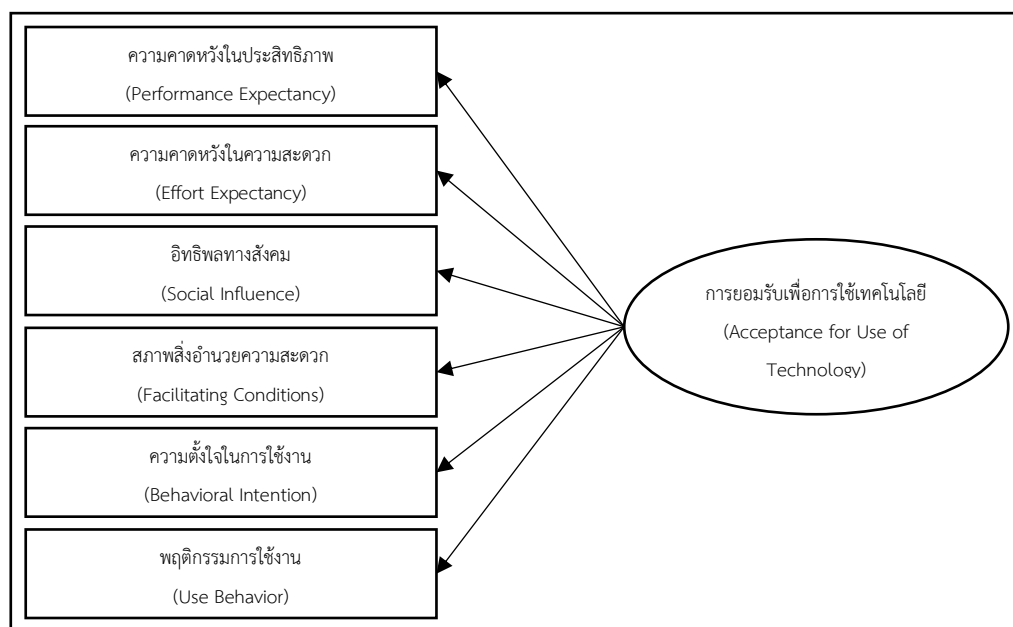 ความคาดหวังในประสิทธิภาพ
(Performance Expectancy)
ความคาดหวังในความสะดวก
(Effort Expectancy)
อิทธิพลทางสังคม
(Social Influence)
สภาพสิ่งอำนวยความสะดวก
(Facilitating Conditions)
ความตั้งใจในการใช้งาน
(Behavioral Intention)
พฤติกรรมการใช้งาน
(Use Behavior)
การยอมรับเพื่อการใช้เทคโนโลยี
(Acceptance for Use of
Technology)